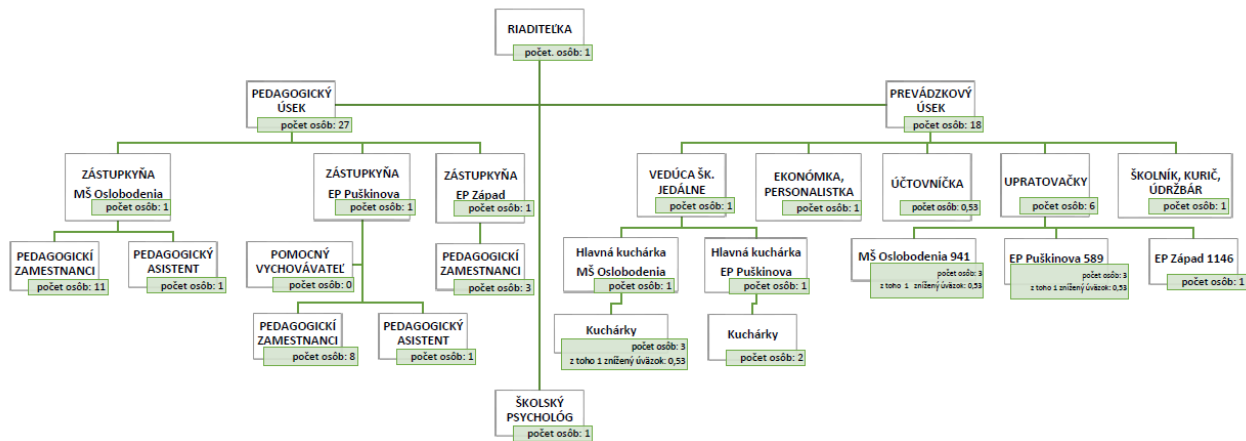 RIADITEĽKA
počet. osôb: 1
PEDAGOGICKÝ
ÚSEK
počet osôb: 27
PREVÁDZKOVÝ
ÚSEK
počet osôb: 18
ZÁSTUPKYŇA
MŠ Oslobodenia
počet osôb: 1
ZÁSTUPKYŇA
EP Puškinova
počet osôb: 1
ZÁSTUPKYŇA
EP Západ
počet osôb: 1
VEDÚCA ŠK.
JEDÁLNE
počet osôb: 1
EKONÓMKA,
PERSONALISTKA
počet osôb: 1
ÚČTOVNÍČKA
počet osôb: 0,53
UPRATOVAČKY
počet osôb: 6
ŠKOLNÍK, KURIČ,
ÚDRŽBÁR
počet osôb: 1
PEDAGOGICKÍ
ZAMESTNANCI
počet osôb: 11
PEDAGOGICKÝ
ASISTENT
počet osôb: 1
POMOCNÝ
VYCHOVÁVATEĽ
počet osôb: 0
PEDAGOGICKÍ
ZAMESTNANCI
počet osôb: 3
Hlavná kuchárka
MŠ Oslobodenia
počet osôb: 1
Hlavná kuchárka
EP Puškinova
počet osôb: 1
MŠ Oslobodenia 941
počet osôb: 3
z toho 1 znížený úväzok: 0,53
EP Puškinova 589
počet osôb: 3
z toho 1 znížený úväzok: 0,53
EP Západ 1146
počet osôb: 1
PEDAGOGICKÍ
ZAMESTNANCI
počet osôb: 8
PEDAGOGICKÝ
ASISTENT
počet osôb: 1
Kuchárky
počet osôb: 3
z toho 1 znížený úväzok: 0,53
Kuchárky
počet osôb: 2
ŠKOLSKÝ
PSYCHOLÓG
počet osôb: 1